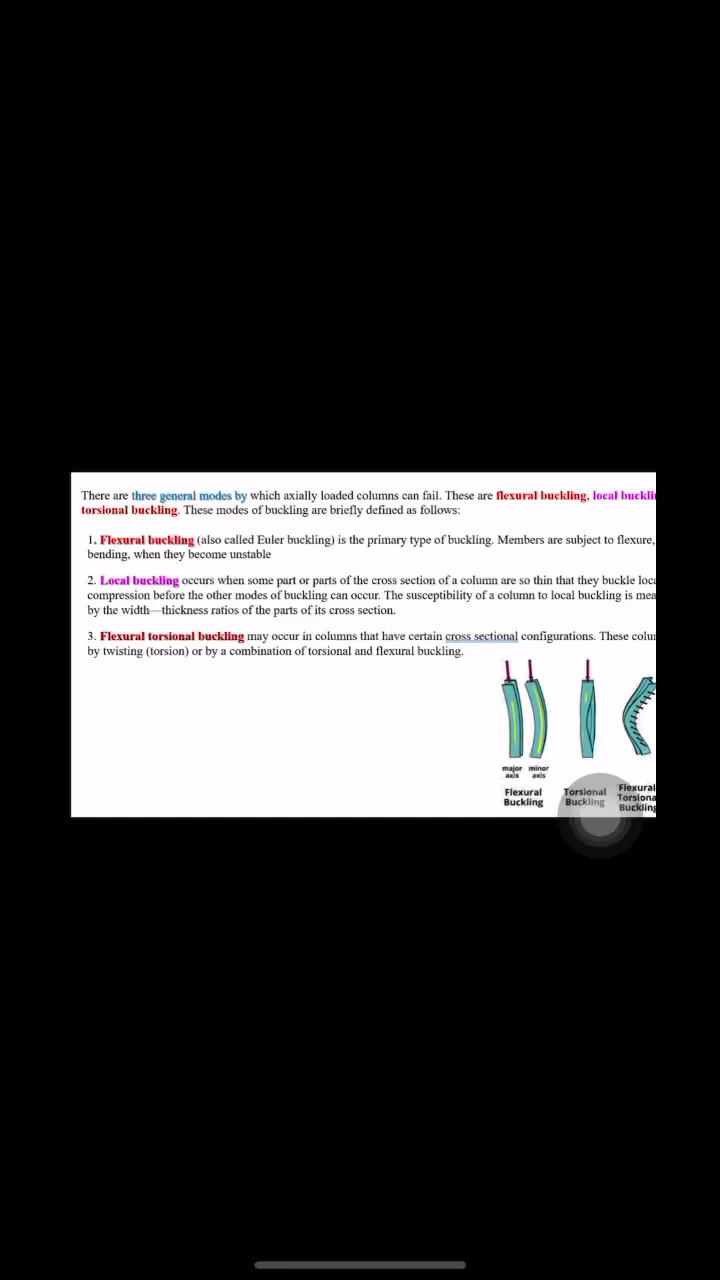 There are three general modes by which axially loaded columns can fail. These are flexural buckling, local
torsional buckling. These modes of buckling are briefly defined as follows:
1. Flexural buckling (also called Euler buckling) is the primary type of buckling. Members are subject to flexure,
bending, when they become unstable
2. Local buckling occurs when some part or parts of the cross section of a column are so thin that they buckle
compression before the other modes of buckling can occur. The susceptibility of a column to local buckling is
by the width—thickness ratios of the parts of its cross section.
3. Flexural torsional buckling may occur in columns that have certain cross sectional configurations. These
by twisting (torsion) or by a combination of torsional and flexural buckling.
major axis
minor axis
Flexural Buckling
Torsional Buckling
Flexural
Torsiona
Buckling